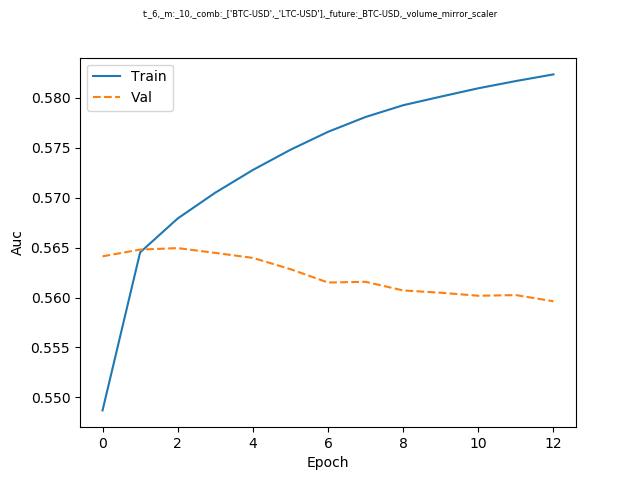 t:_6,_m:_10,_comb:_['BTC-USD',_'LTC-USD'],_future:_BTC-USD,_volume_mirror_scaler
Train
Val
0.580
0.575
0.570
0.565
0.560
0.555
0.550
Auc
0 2 4 6 8 10 12
Epoch